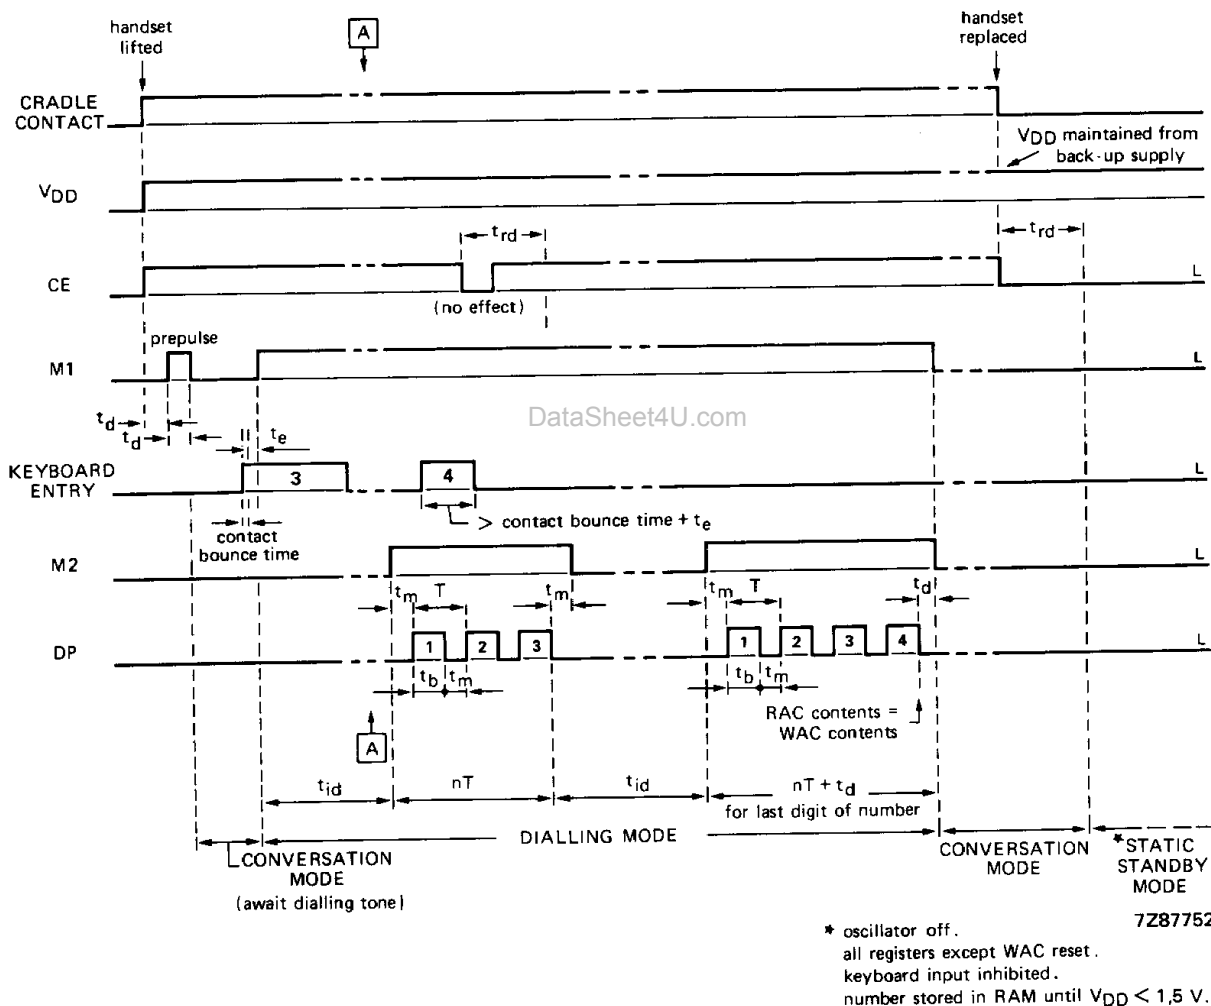 handset
lifted
A
handset
replaced
CRADLE
CONTACT
VDD maintained from
back-up supply
VDD
trd
trd
CE
(no effect)
L
prepulse
M1
L
DataSheet4U.com
td
td
te
KEYBOARD
ENTRY
3
4
L
> contact bounce time + te
contact
bounce time
M2
L
tm
T
tm
tm
T
td
DP
1
2
3
1
2
3
4
L
tb
tm
tb
tm
RAC contents =
WAC contents
A
tid
nT
tid
nT + td
for last digit of number
DIALLING MODE
CONVERSATION
MODE
(await dialling tone)
CONVERSATION
MODE
* STATIC
STANDBY
MODE
7Z87752
* oscillator off.
all registers except WAC reset.
keyboard input inhibited.
number stored in RAM until VDD < 1,5 V.